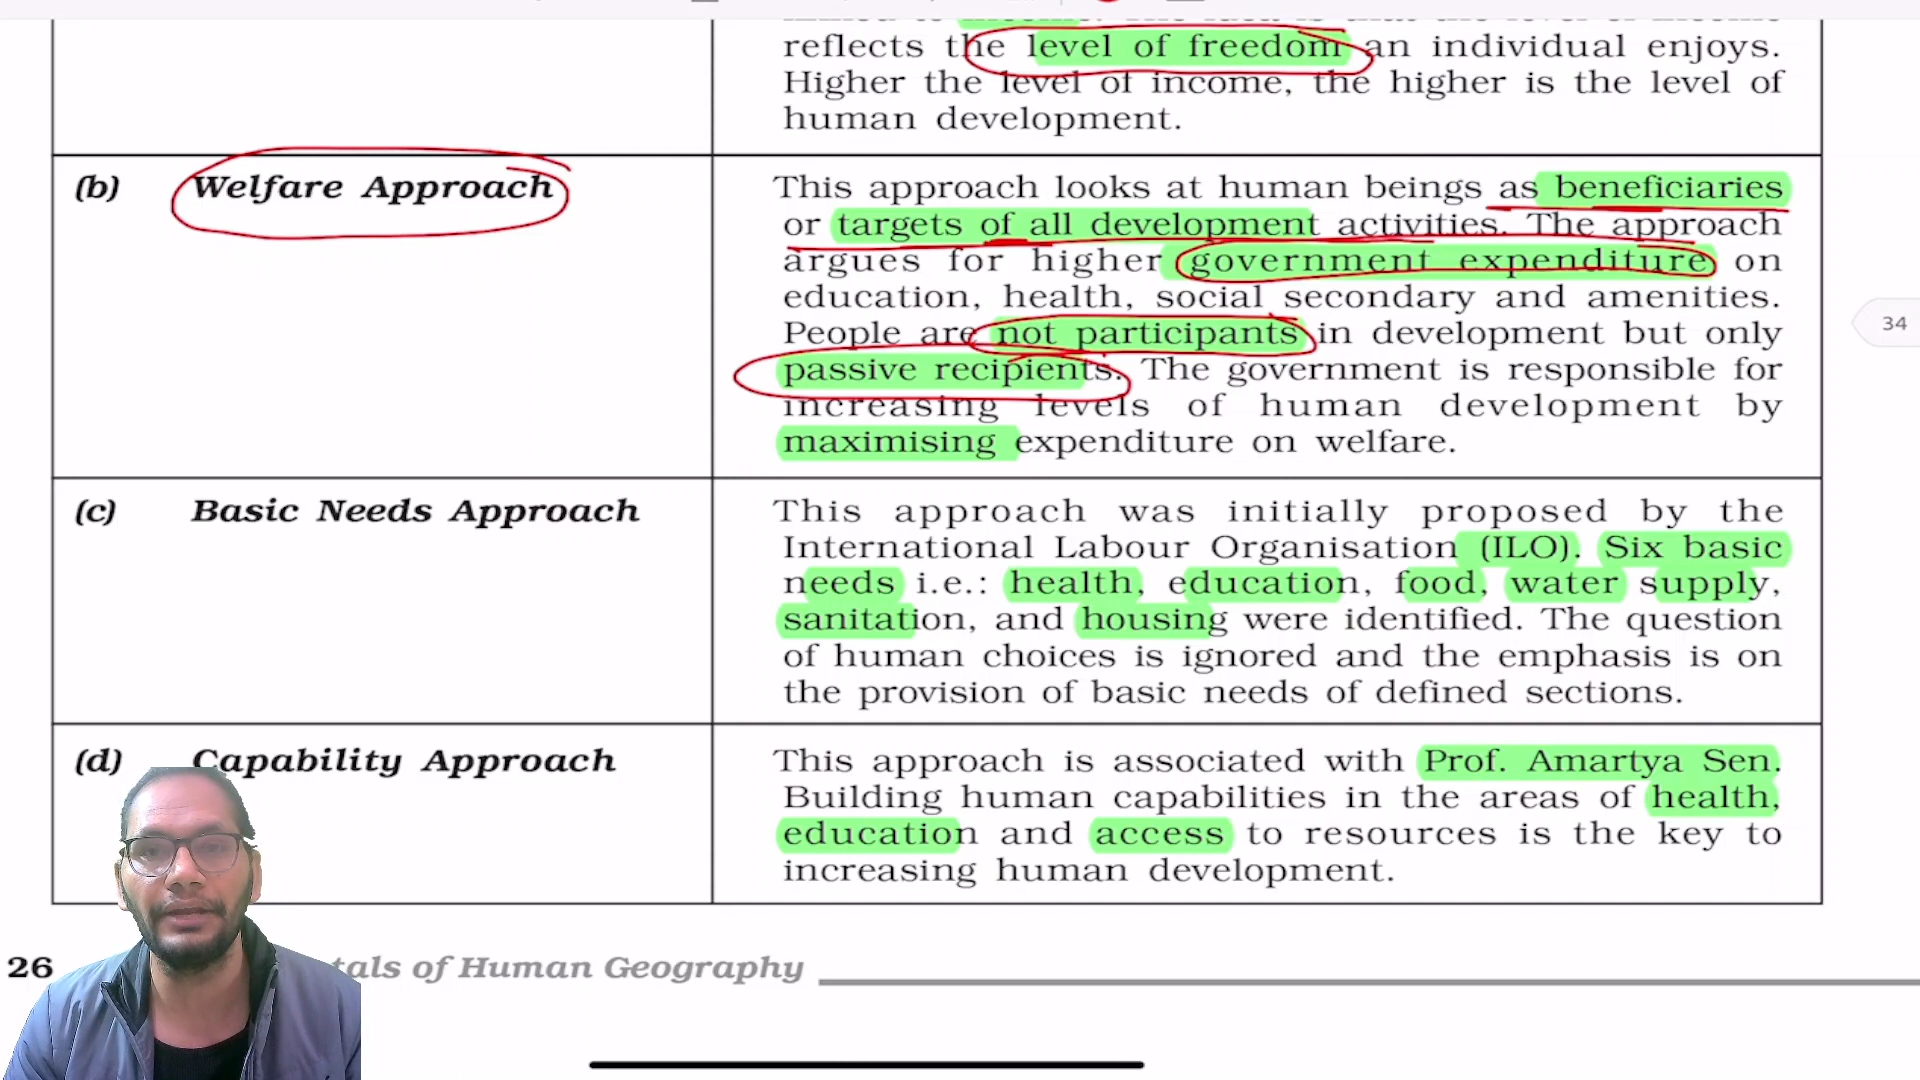 reflects the level of freedom an individual enjoys.
Higher the level of income, the higher is the level of
human development.
(b) Welfare Approach
This approach looks at human beings as beneficiaries
or targets of all development activities. The approach
argues for higher government expenditure on
education, health, social secondary and amenities.
People are not participants in development but only
passive recipients. The government is responsible for
increasing levels of human development by
maximising expenditure on welfare.
(c) Basic Needs Approach
This approach was initially proposed by the
International Labour Organisation (ILO). Six basic
needs i.e.: health, education, food, water supply,
sanitation, and housing were identified. The question
of human choices is ignored and the emphasis is on
the provision of basic needs of defined sections.
(d) Capability Approach
This approach is associated with Prof. Amartya Sen.
Building human capabilities in the areas of health,
education and access to resources is the key to
increasing human development.
26 tals of Human Geography
34